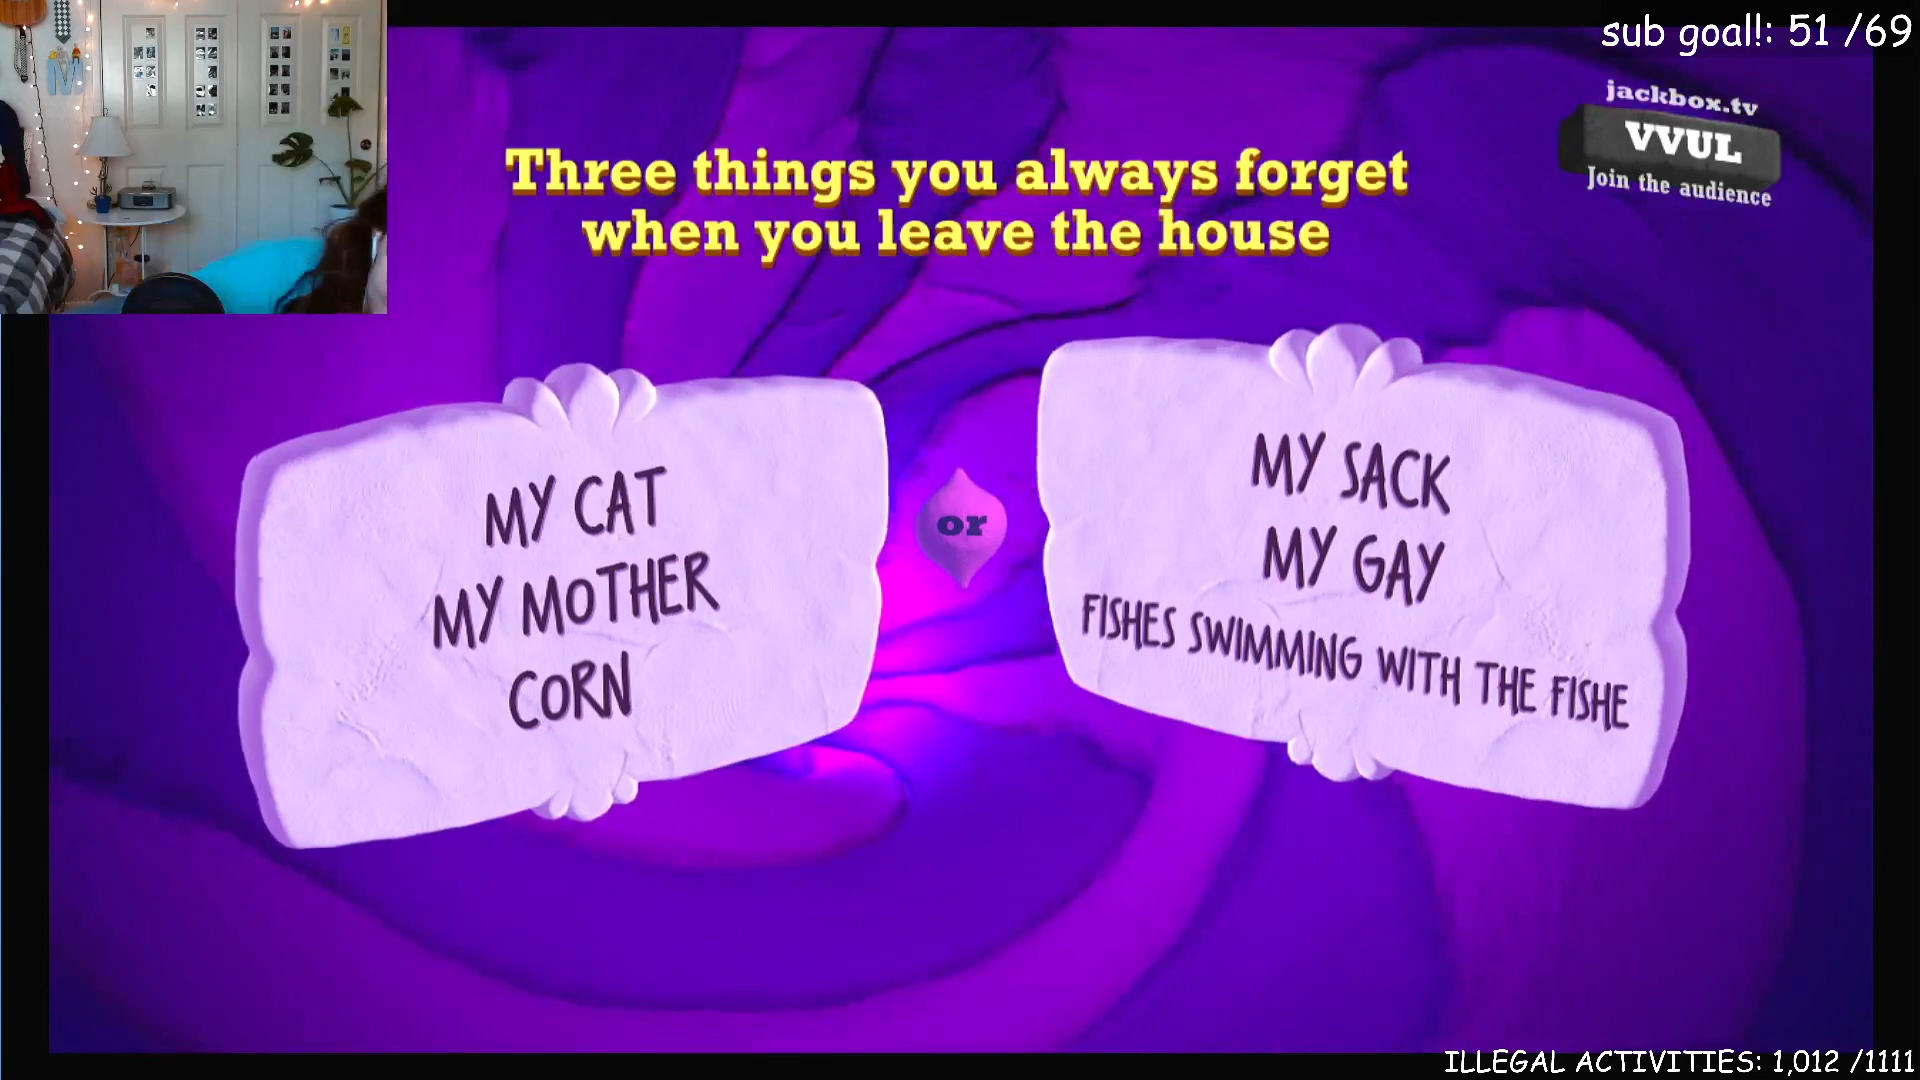 sub goal!: 51 /69
jackbox.tv
VVUL
Join the audience
Three things you always forget
when you leave the house
MY CAT
MY MOTHER
CORN
or
MY SACK
MY GAY
FISHES SWIMMING WITH THE FISHE
ILLEGAL ACTIVITIES: 1,012 /1111